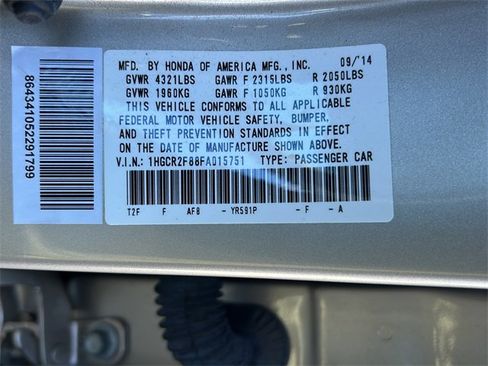 MFD. BY HONDA OF AMERICA MFG., INC. 09/14
GVWR 4321LBS GAWR F 2315LBS R 2050LBS
GVWR 1960KG GAWR F 1050KG R 930KG
THIS VEHICLE CONFORMS TO ALL APPLICABLE
FEDERAL MOTOR VEHICLE SAFETY, BUMPER,
AND THEFT PREVENTION STANDARDS IN EFFECT
ON THE DATE OF MANUFACTURE SHOWN ABOVE.
V.I.N.: 1HGCR2F88FA015751 TYPE: PASSENGER CAR
T2F F AF8 - YR591P - F - A
864341052291799